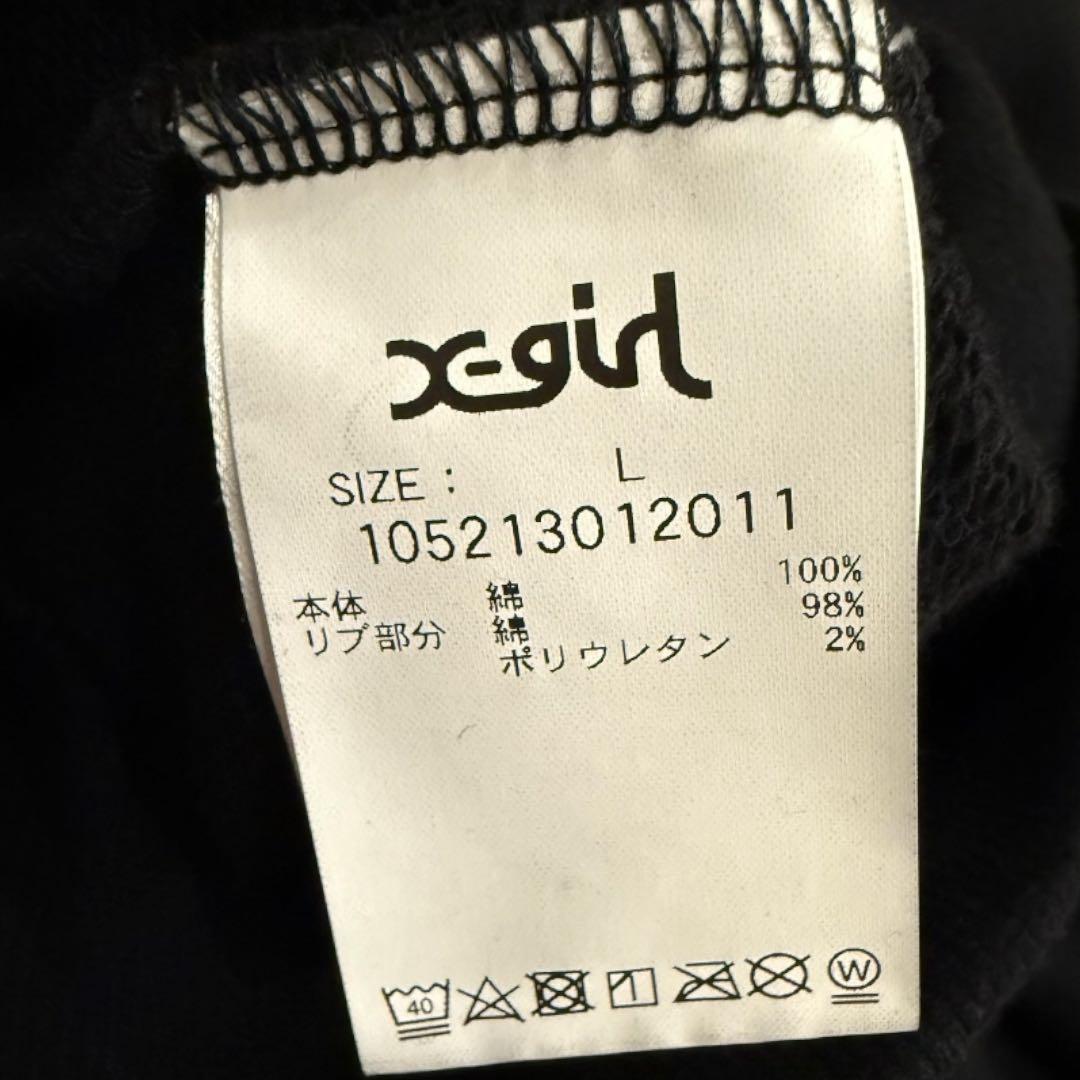 X-girl
SIZE : L
105213012011
本体 綿 100%
リブ部分 綿 98%
ポリウレタン 2%
40
W